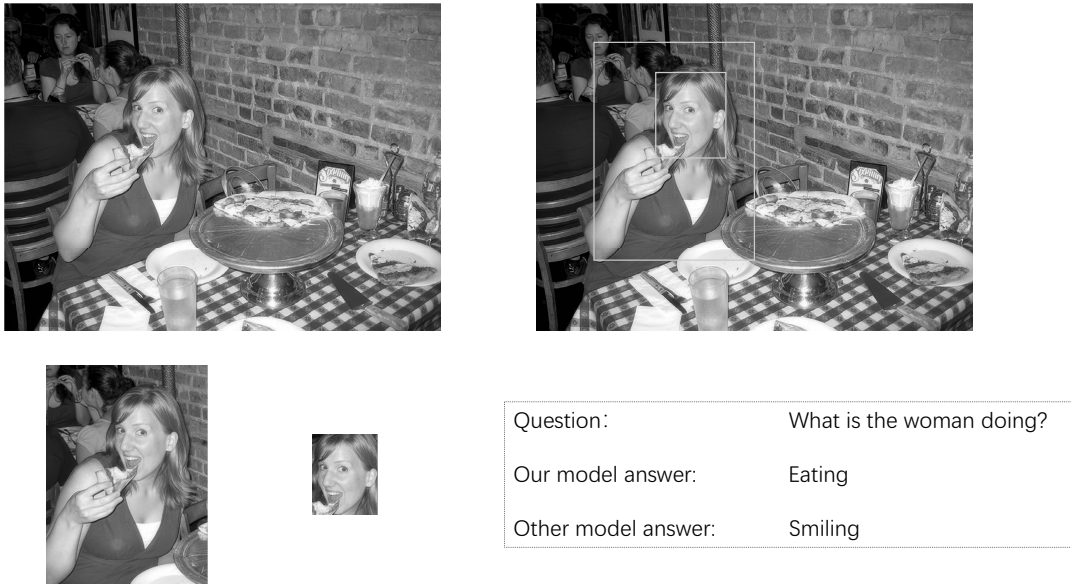 Question: What is the woman doing?
Our model answer: Eating
Other model answer: Smiling